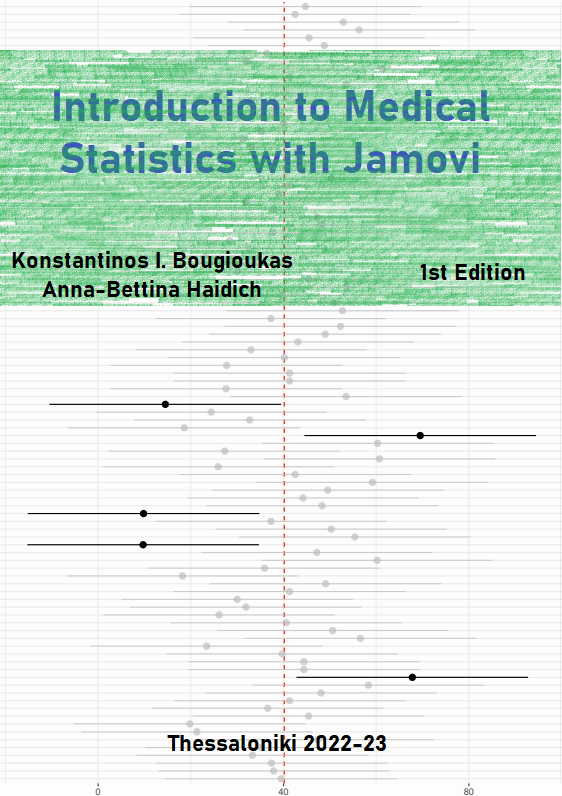 Introduction to Medical
Statistics with Jamovi
Konstantinos I. Bougioukas
Anna-Bettina Haidich
1st Edition
Thessaloniki 2022-23
0 40 80